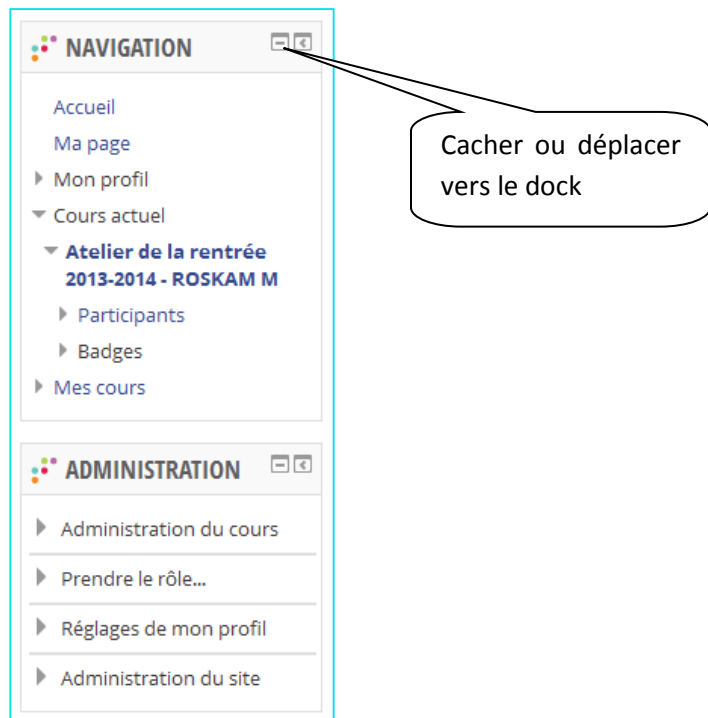 NAVIGATION
Accueil
Ma page
Mon profil
Cours actuel
Atelier de la rentrée
2013-2014 - ROSKAM M
Participants
Badges
Mes cours
Cacher ou déplacer
vers le dock
ADMINISTRATION
Administration du cours
Prendre le rôle...
Réglages de mon profil
Administration du site